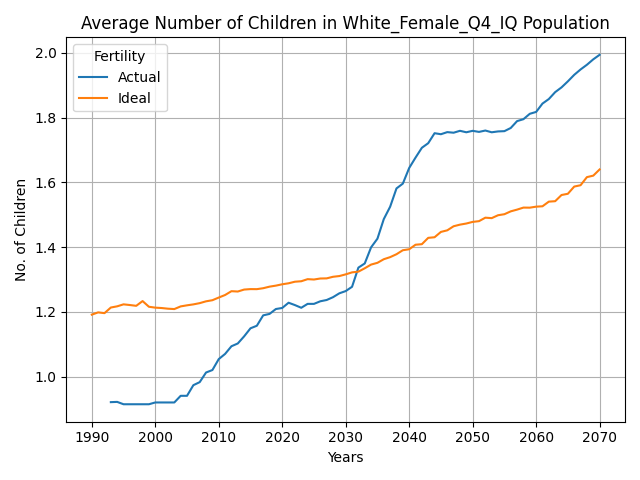 Average Number of Children in White_Female_Q4_IQ Population
Fertility
Actual
Ideal
No. of Children
2.0
1.8
1.6
1.4
1.2
1.0
1990 2000 2010 2020 2030 2040 2050 2060 2070
Years